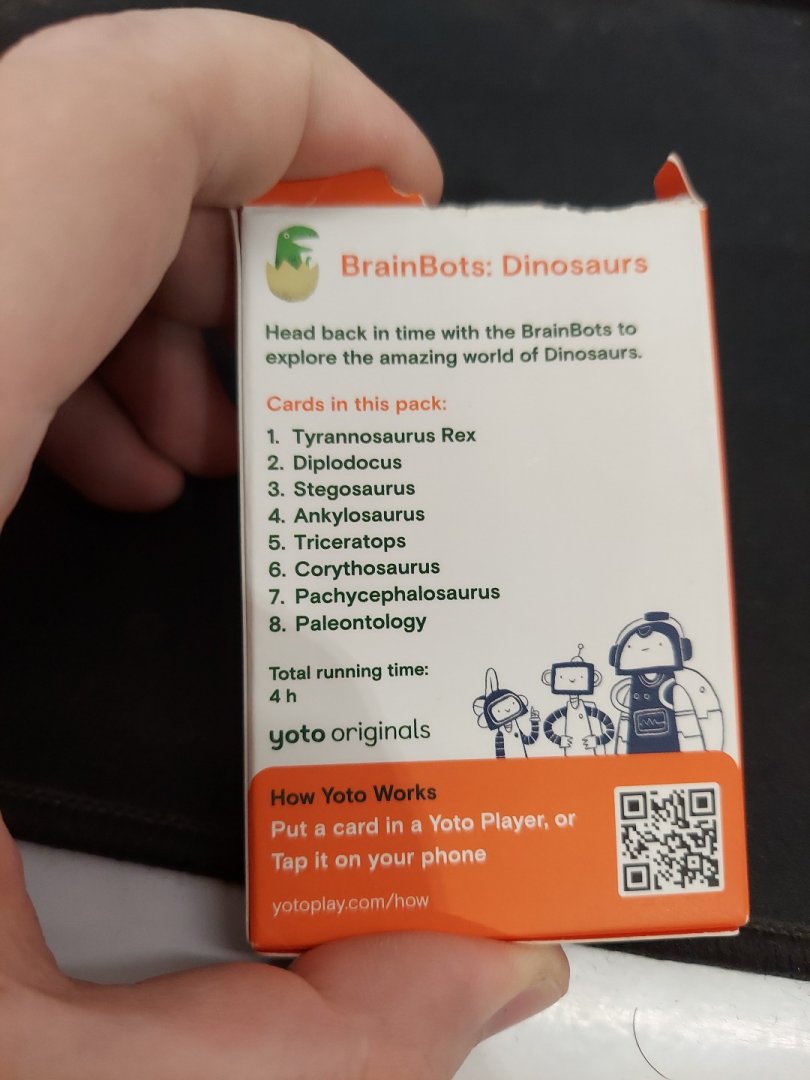 BrainBots: Dinosaurs
Head back in time with the BrainBots to
explore the amazing world of Dinosaurs.
Cards in this pack:
1. Tyrannosaurus Rex
2. Diplodocus
3. Stegosaurus
4. Ankylosaurus
5. Triceratops
6. Corythosaurus
7. Pachycephalosaurus
8. Paleontology
Total running time:
4 h
yoto originals
How Yoto Works
Put a card in a Yoto Player, or
Tap it on your phone
yotoplay.com/how